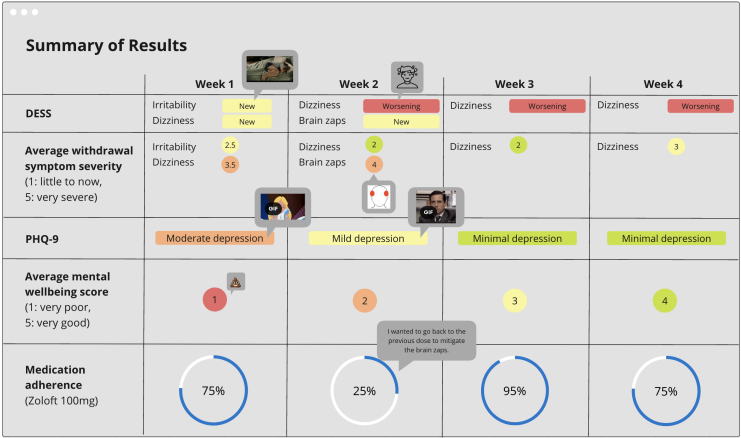 Summary of Results
Week 1
Week 2
Week 3
Week 4
DESS
Irritability
New
Dizziness
New
Dizziness
Worsening
Brain zaps
New
Dizziness
Worsening
Dizziness
Worsening
Average withdrawal
symptom severity
(1: little to now,
5: very severe)
Irritability
2.5
Dizziness
3.5
Dizziness
2
Brain zaps
4
Dizziness
2
Dizziness
3
GIF
GIF
PHQ-9
Moderate depression
Mild depression
Minimal depression
Minimal depression
Average mental
wellbeing score
(1: very poor,
5: very good)
1
2
3
4
I wanted to go back to the
previous dose to mitigate
the brain zaps.
Medication
adherence
(Zoloft 100mg)
75%
25%
95%
75%